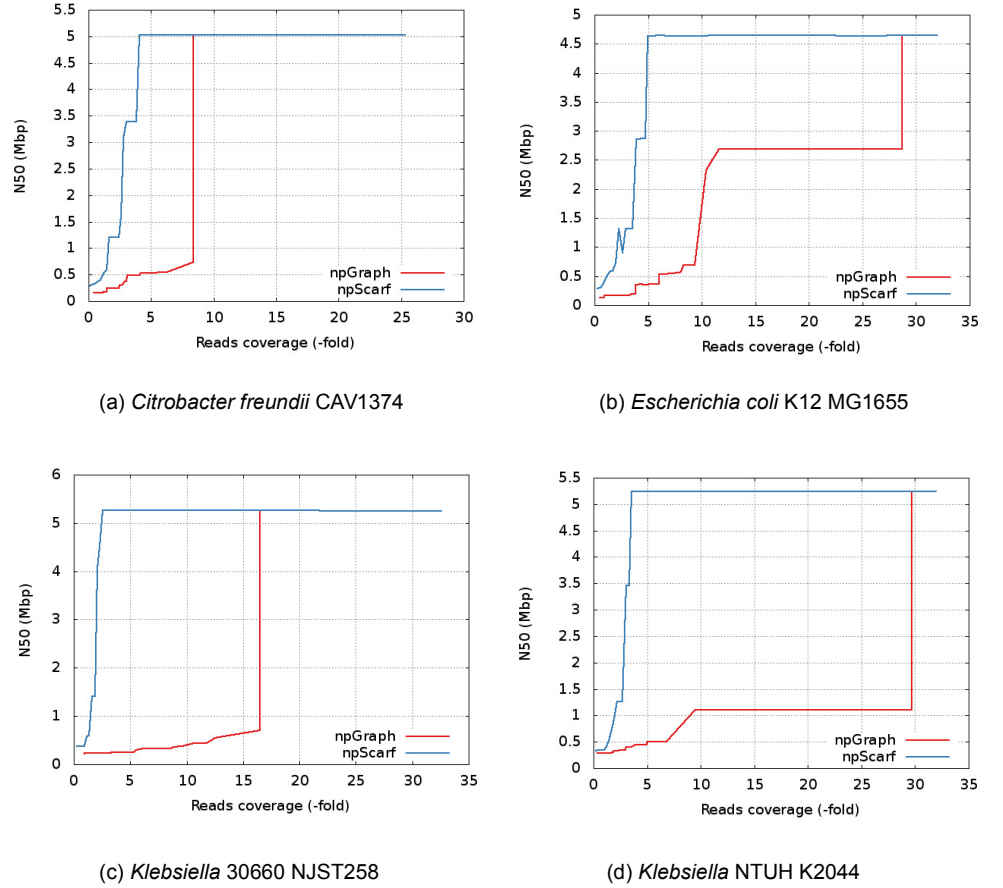 5.5
5
4.5
4
3.5
3
2.5
2
1.5
1
0.5
0
N50 (Mbp)
npGraph
npScarf
0 5 10 15 20 25 30
Reads coverage (-fold)
(a) Citrobacter freundii CAV1374
5
4.5
4
3.5
3
2.5
2
1.5
1
0.5
0
N50 (Mbp)
npGraph
npScarf
0 5 10 15 20 25 30 35
Reads coverage (-fold)
(b) Escherichia coli K12 MG1655
6
5
4
3
2
1
0
N50 (Mbp)
npGraph
npScarf
0 5 10 15 20 25 30 35
Reads coverage (-fold)
(c) Klebsiella 30660 NJST258
5.5
5
4.5
4
3.5
3
2.5
2
1.5
1
0.5
0
N50 (Mbp)
npGraph
npScarf
0 5 10 15 20 25 30 35
Reads coverage (-fold)
(d) Klebsiella NTUH K2044